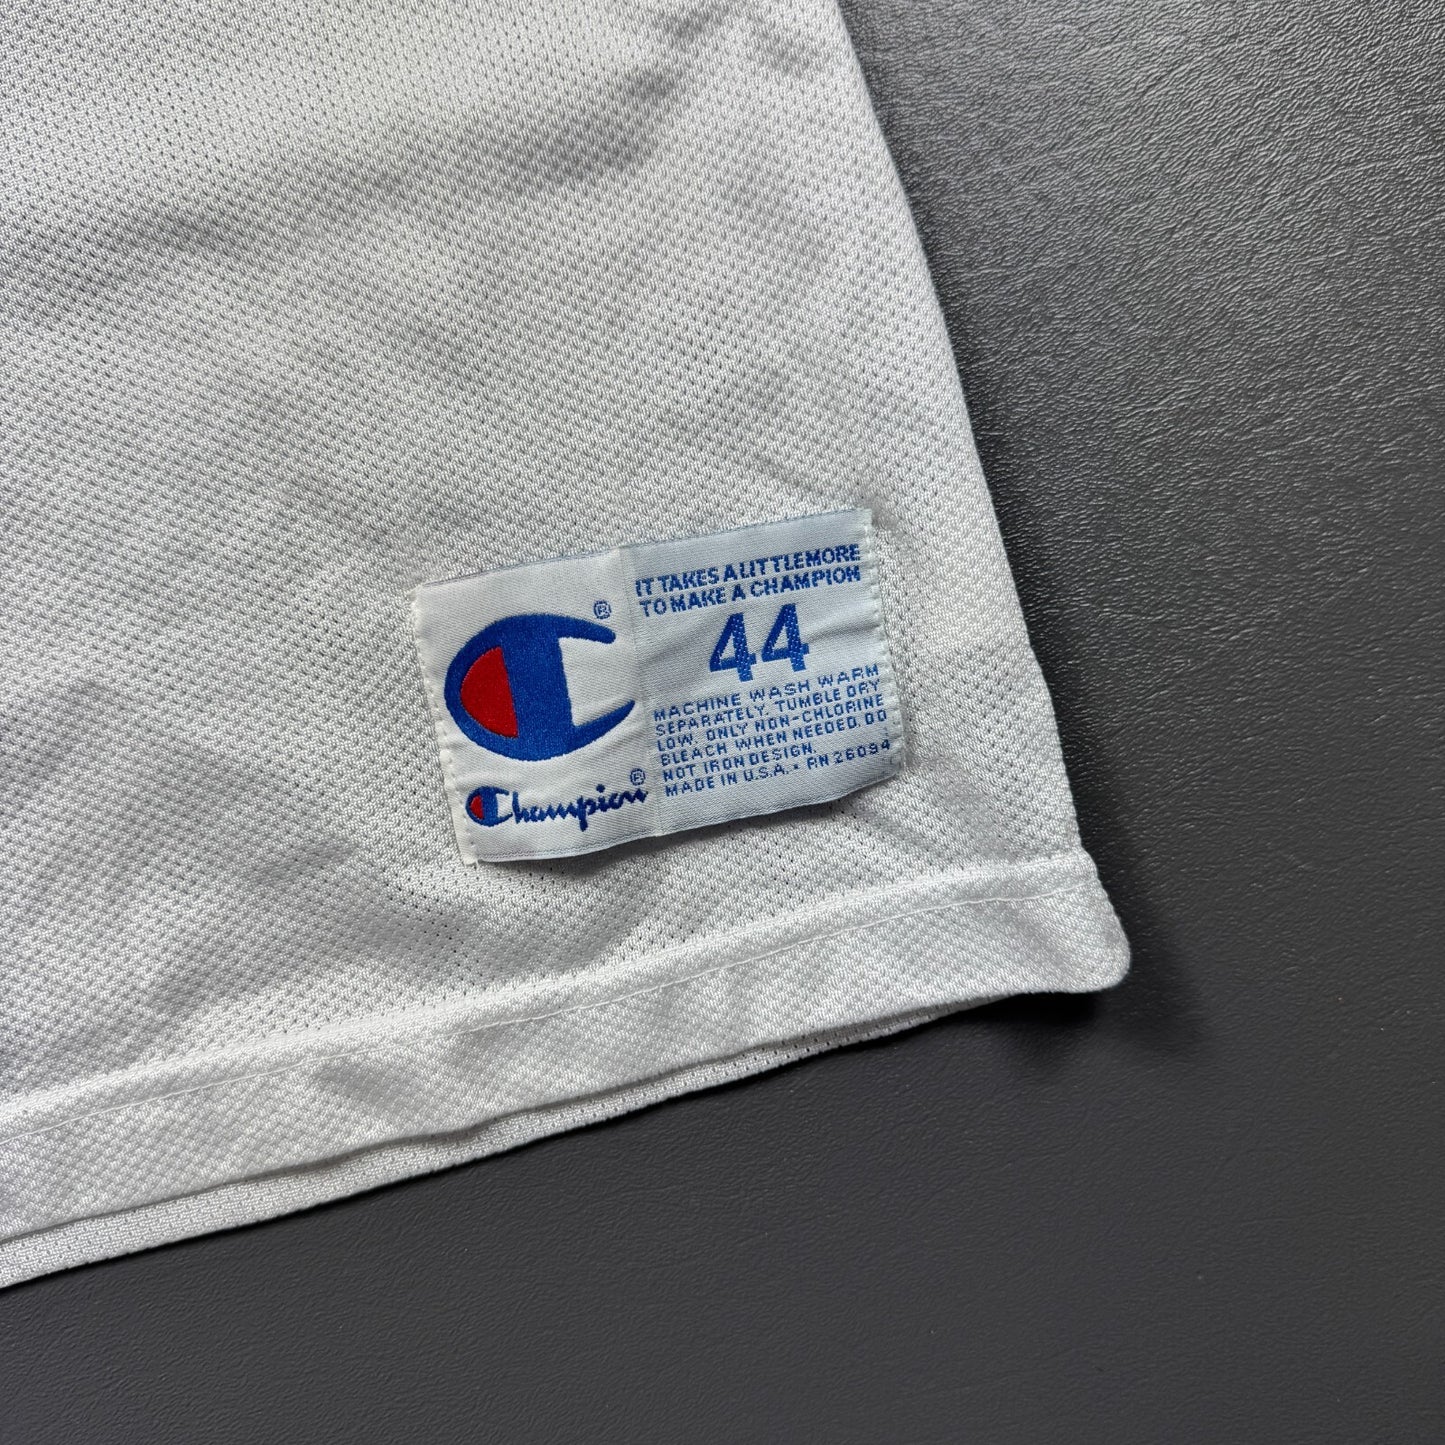 IT TAKES A LITTLE MORE
TO MAKE A CHAMPION
44
MACHINE WASH WARM
SEPARATELY. TUMBLE DRY
LOW. ONLY NON-CHLORINE
BLEACH WHEN NEEDED. DO
NOT IRON DESIGN.
MADE IN U.S.A. • RN 26094
®
Champion®